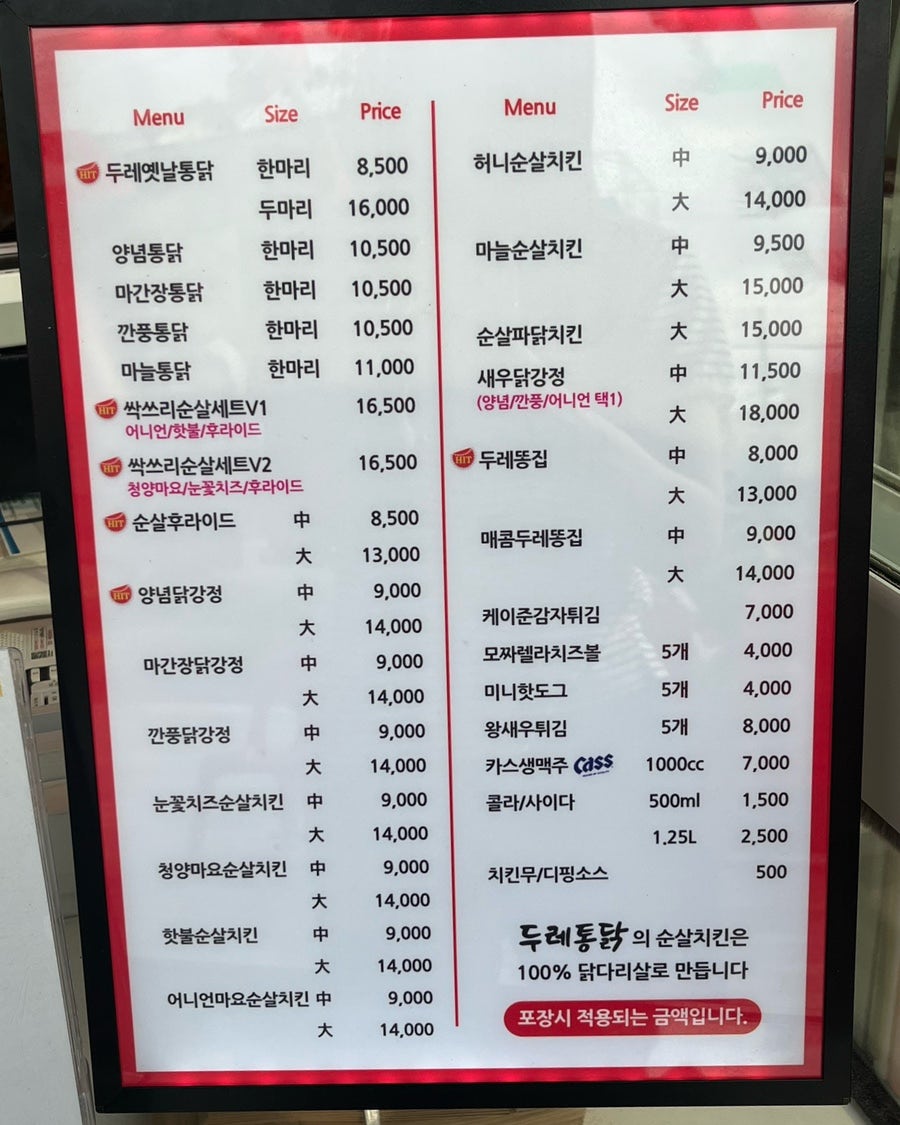 Menu Size Price
HIT 두레옛날통닭 한마리 8,500
두마리 16,000
양념통닭 한마리 10,500
마간장통닭 한마리 10,500
깐풍통닭 한마리 10,500
마늘통닭 한마리 11,000
HIT 싹쓰리순살세트V1 16,500
어니언/핫불/후라이드
HIT 싹쓰리순살세트V2 16,500
청양마요/눈꽃치즈/후라이드
HIT 순살후라이드 中 8,500
大 13,000
HIT 양념닭강정 中 9,000
大 14,000
마간장닭강정 中 9,000
大 14,000
깐풍닭강정 中 9,000
大 14,000
눈꽃치즈순살치킨 中 9,000
大 14,000
청양마요순살치킨 中 9,000
大 14,000
핫불순살치킨 中 9,000
大 14,000
어니언마요순살치킨 中 9,000
大 14,000
Menu Size Price
허니순살치킨 中 9,000
大 14,000
마늘순살치킨 中 9,500
大 15,000
순살파닭치킨 大 15,000
새우닭강정 中 11,500
(양념/깐풍/어니언 택1)
大 18,000
HIT 두레똥집 中 8,000
大 13,000
매콤두레똥집 中 9,000
大 14,000
케이준감자튀김 7,000
모짜렐라치즈볼 5개 4,000
미니핫도그 5개 4,000
왕새우튀김 5개 8,000
카스생맥주 Cass 1000cc 7,000
콜라/사이다 500ml 1,500
1.25L 2,500
치킨무/디핑소스 500
두레통닭 의 순살치킨은
100% 닭다리살로 만듭니다
포장시 적용되는 금액입니다.